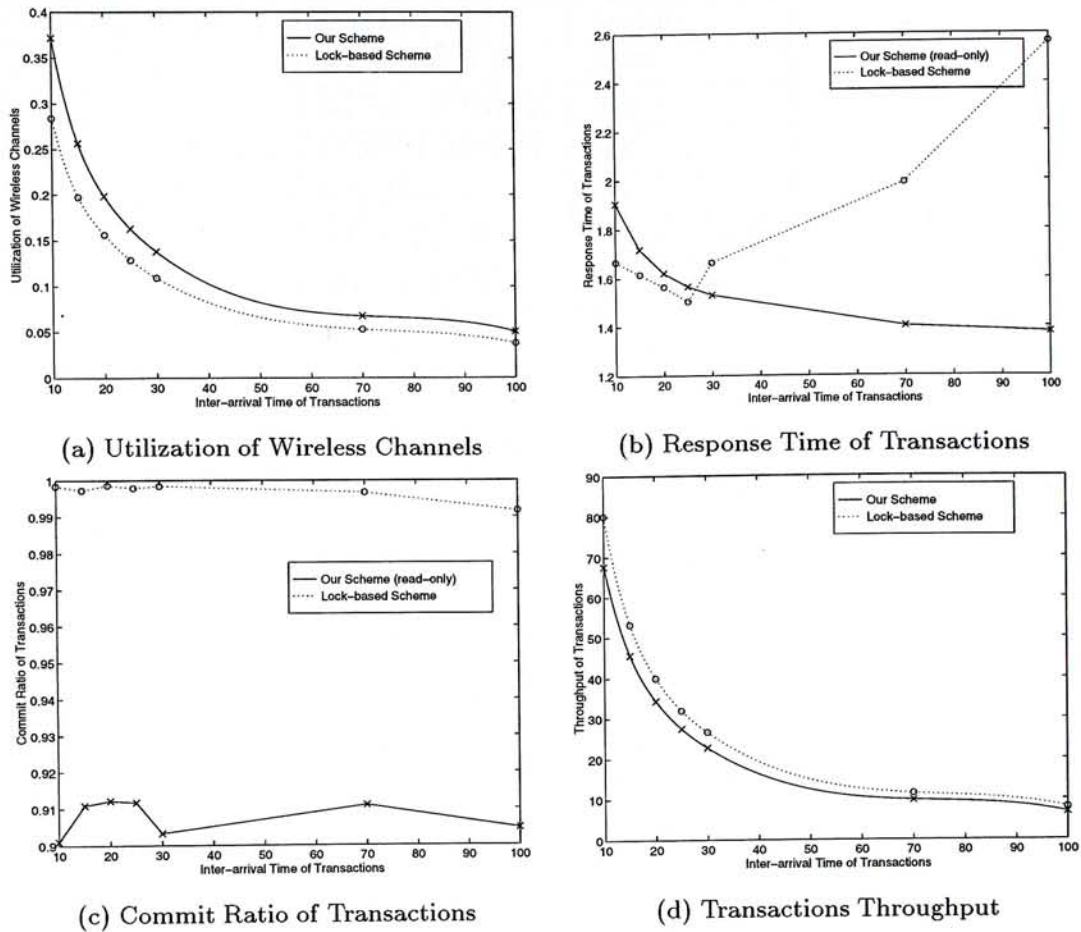 0.4
0.35
0.3
0.25
0.2
0.15
0.1
0.05
0
Utilization of Wireless Channels
Our Scheme
Lock-based Scheme
10 20 30 40 50 60 70 80 90 100
Inter-arrival Time of Transactions
(a) Utilization of Wireless Channels
2.6
2.4
2.2
2
1.8
1.6
1.4
1.2
Response Time of Transactions
Our Scheme (read-only)
Lock-based Scheme
10 20 30 40 50 60 70 80 90 100
Inter-arrival Time of Transactions
(b) Response Time of Transactions
1
0.99
0.98
0.97
0.96
0.95
0.94
0.93
0.92
0.91
0.9
Commit Ratio of Transactions
Our Scheme (read-only)
Lock-based Scheme
10 20 30 40 50 60 70 80 90 100
Inter-arrival Time of Transactions
(c) Commit Ratio of Transactions
90
80
70
60
50
40
30
20
10
0
Throughput of Transactions
Our Scheme
Lock-based Scheme
10 20 30 40 50 60 70 80 90 100
Inter-arrival Time of Transactions
(d) Transactions Throughput